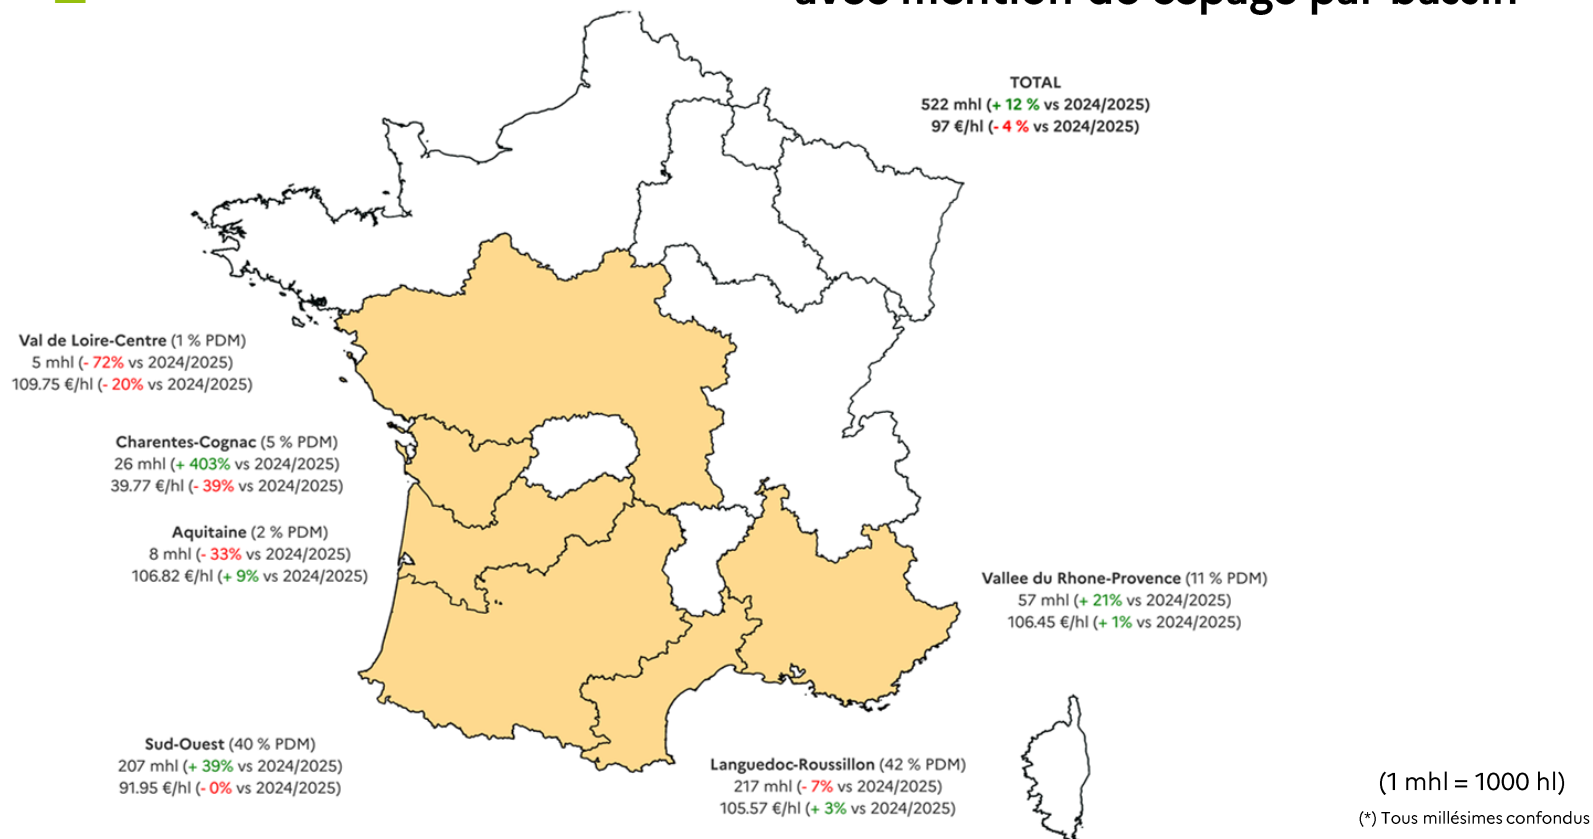 avec mention de cépage par bassin
TOTAL
522 mhl (+ 12 % vs 2024/2025)
97 €/hl (- 4 % vs 2024/2025)
Val de Loire-Centre (1 % PDM)
5 mhl (- 72% vs 2024/2025)
109.75 €/hl (- 20% vs 2024/2025)
Charentes-Cognac (5 % PDM)
26 mhl (+ 403% vs 2024/2025)
39.77 €/hl (- 39% vs 2024/2025)
Aquitaine (2 % PDM)
8 mhl (- 33% vs 2024/2025)
106.82 €/hl (+ 9% vs 2024/2025)
Vallee du Rhone-Provence (11 % PDM)
57 mhl (+ 21% vs 2024/2025)
106.45 €/hl (+ 1% vs 2024/2025)
Sud-Ouest (40 % PDM)
207 mhl (+ 39% vs 2024/2025)
91.95 €/hl (- 0% vs 2024/2025)
Languedoc-Roussillon (42 % PDM)
217 mhl (- 7% vs 2024/2025)
105.57 €/hl (+ 3% vs 2024/2025)
(1 mhl = 1000 hl)
(*) Tous millésimes confondus